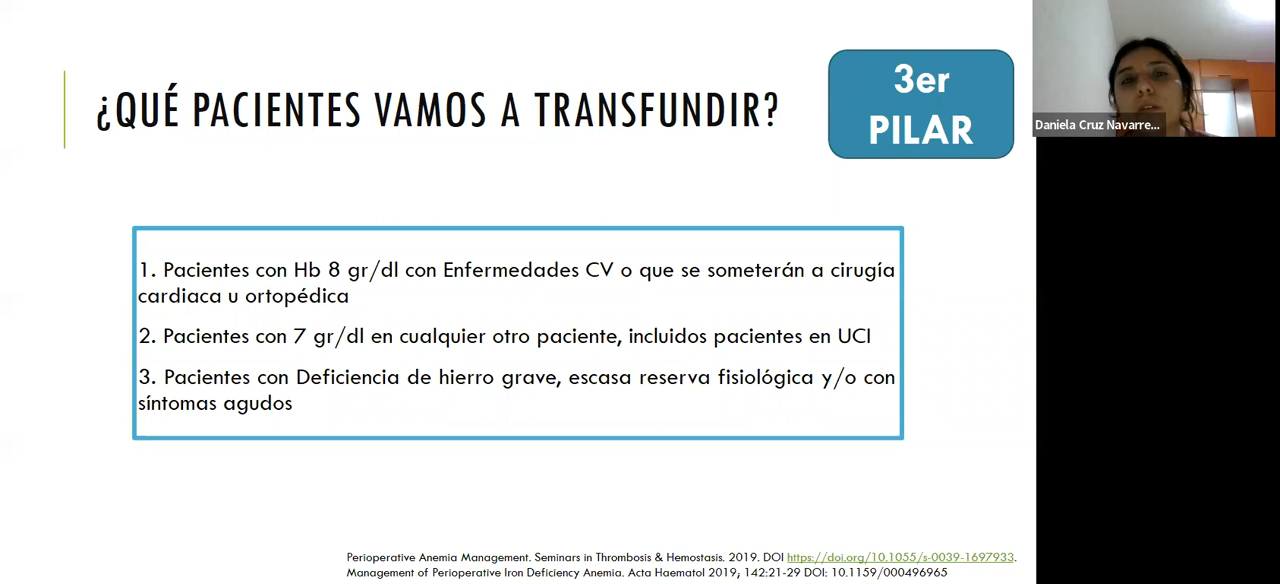 ¿QUÉ PACIENTES VAMOS A TRANSFUNDIR?
3er
PILAR
Daniela Cruz Navarre...
1. Pacientes con Hb 8 gr/dl con Enfermedades CV o que se someterán a cirugía
cardiaca u ortopédica
2. Pacientes con 7 gr/dl en cualquier otro paciente, incluidos pacientes en UCI
3. Pacientes con Deficiencia de hierro grave, escasa reserva fisiológica y/o con
síntomas agudos
Perioperative Anemia Management. Seminars in Thrombosis & Hemostasis. 2019. DOI https://doi.org/10.1055/s-0039-1697933.
Management of Perioperative Iron Deficiency Anemia. Acta Haematol 2019; 142:21-29 DOI: 10.1159/000496965